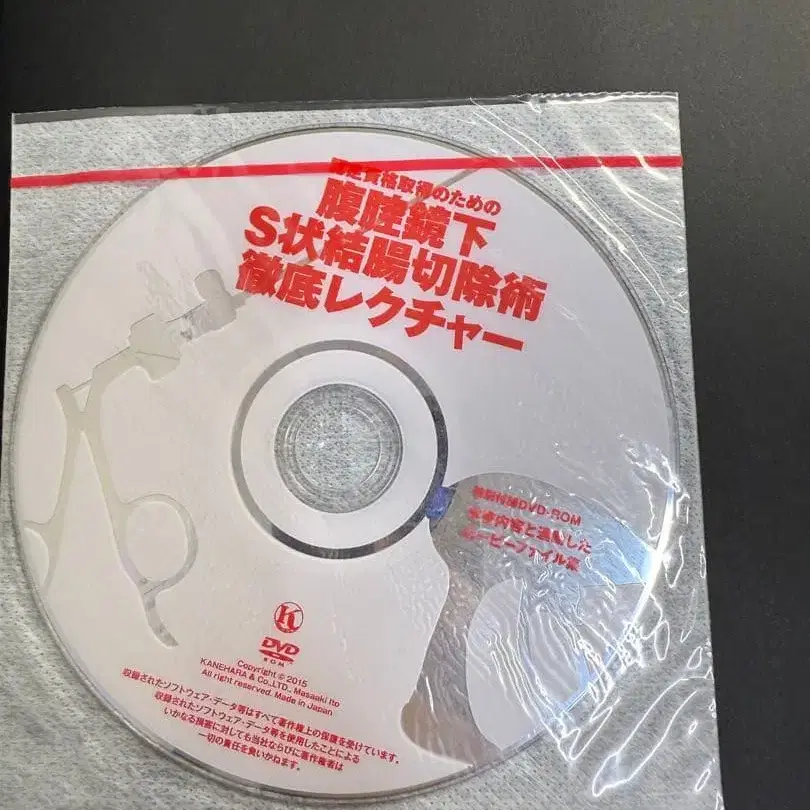 資格取得のための
腹腔鏡下
S状結腸切除術
徹底レクチャー
特別付属DVD-ROM
内容と連動した
ムービーファイル集
K
DVD
ROM
Copyright © 2015
KANEHARA & Co.,LTD., Masaaki Ito
All right reserved. Made in Japan
収録されたソフトウェア・データ等はすべて著作権上の保護を受けています。
収録されたソフトウェア・データ等を使用したことによる
いかなる損害に対しても当社ならびに著作権者は
一切の責任を負いかねます。